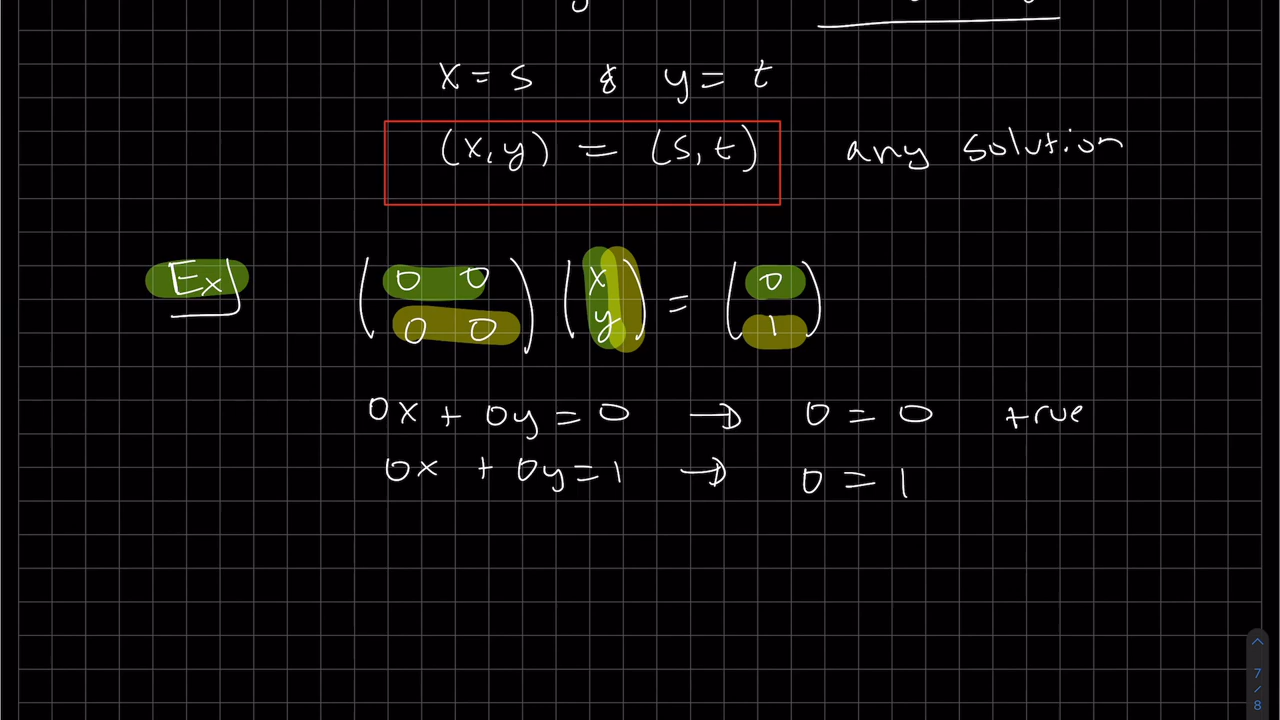 x = s & y = t
(x, y) = (s, t) any solution
Ex (0 0) (x) = (0)
(0 0) (y) (1)
0x + 0y = 0 → 0 = 0 true
0x + 0y = 1 → 0 = 1
7
/
8